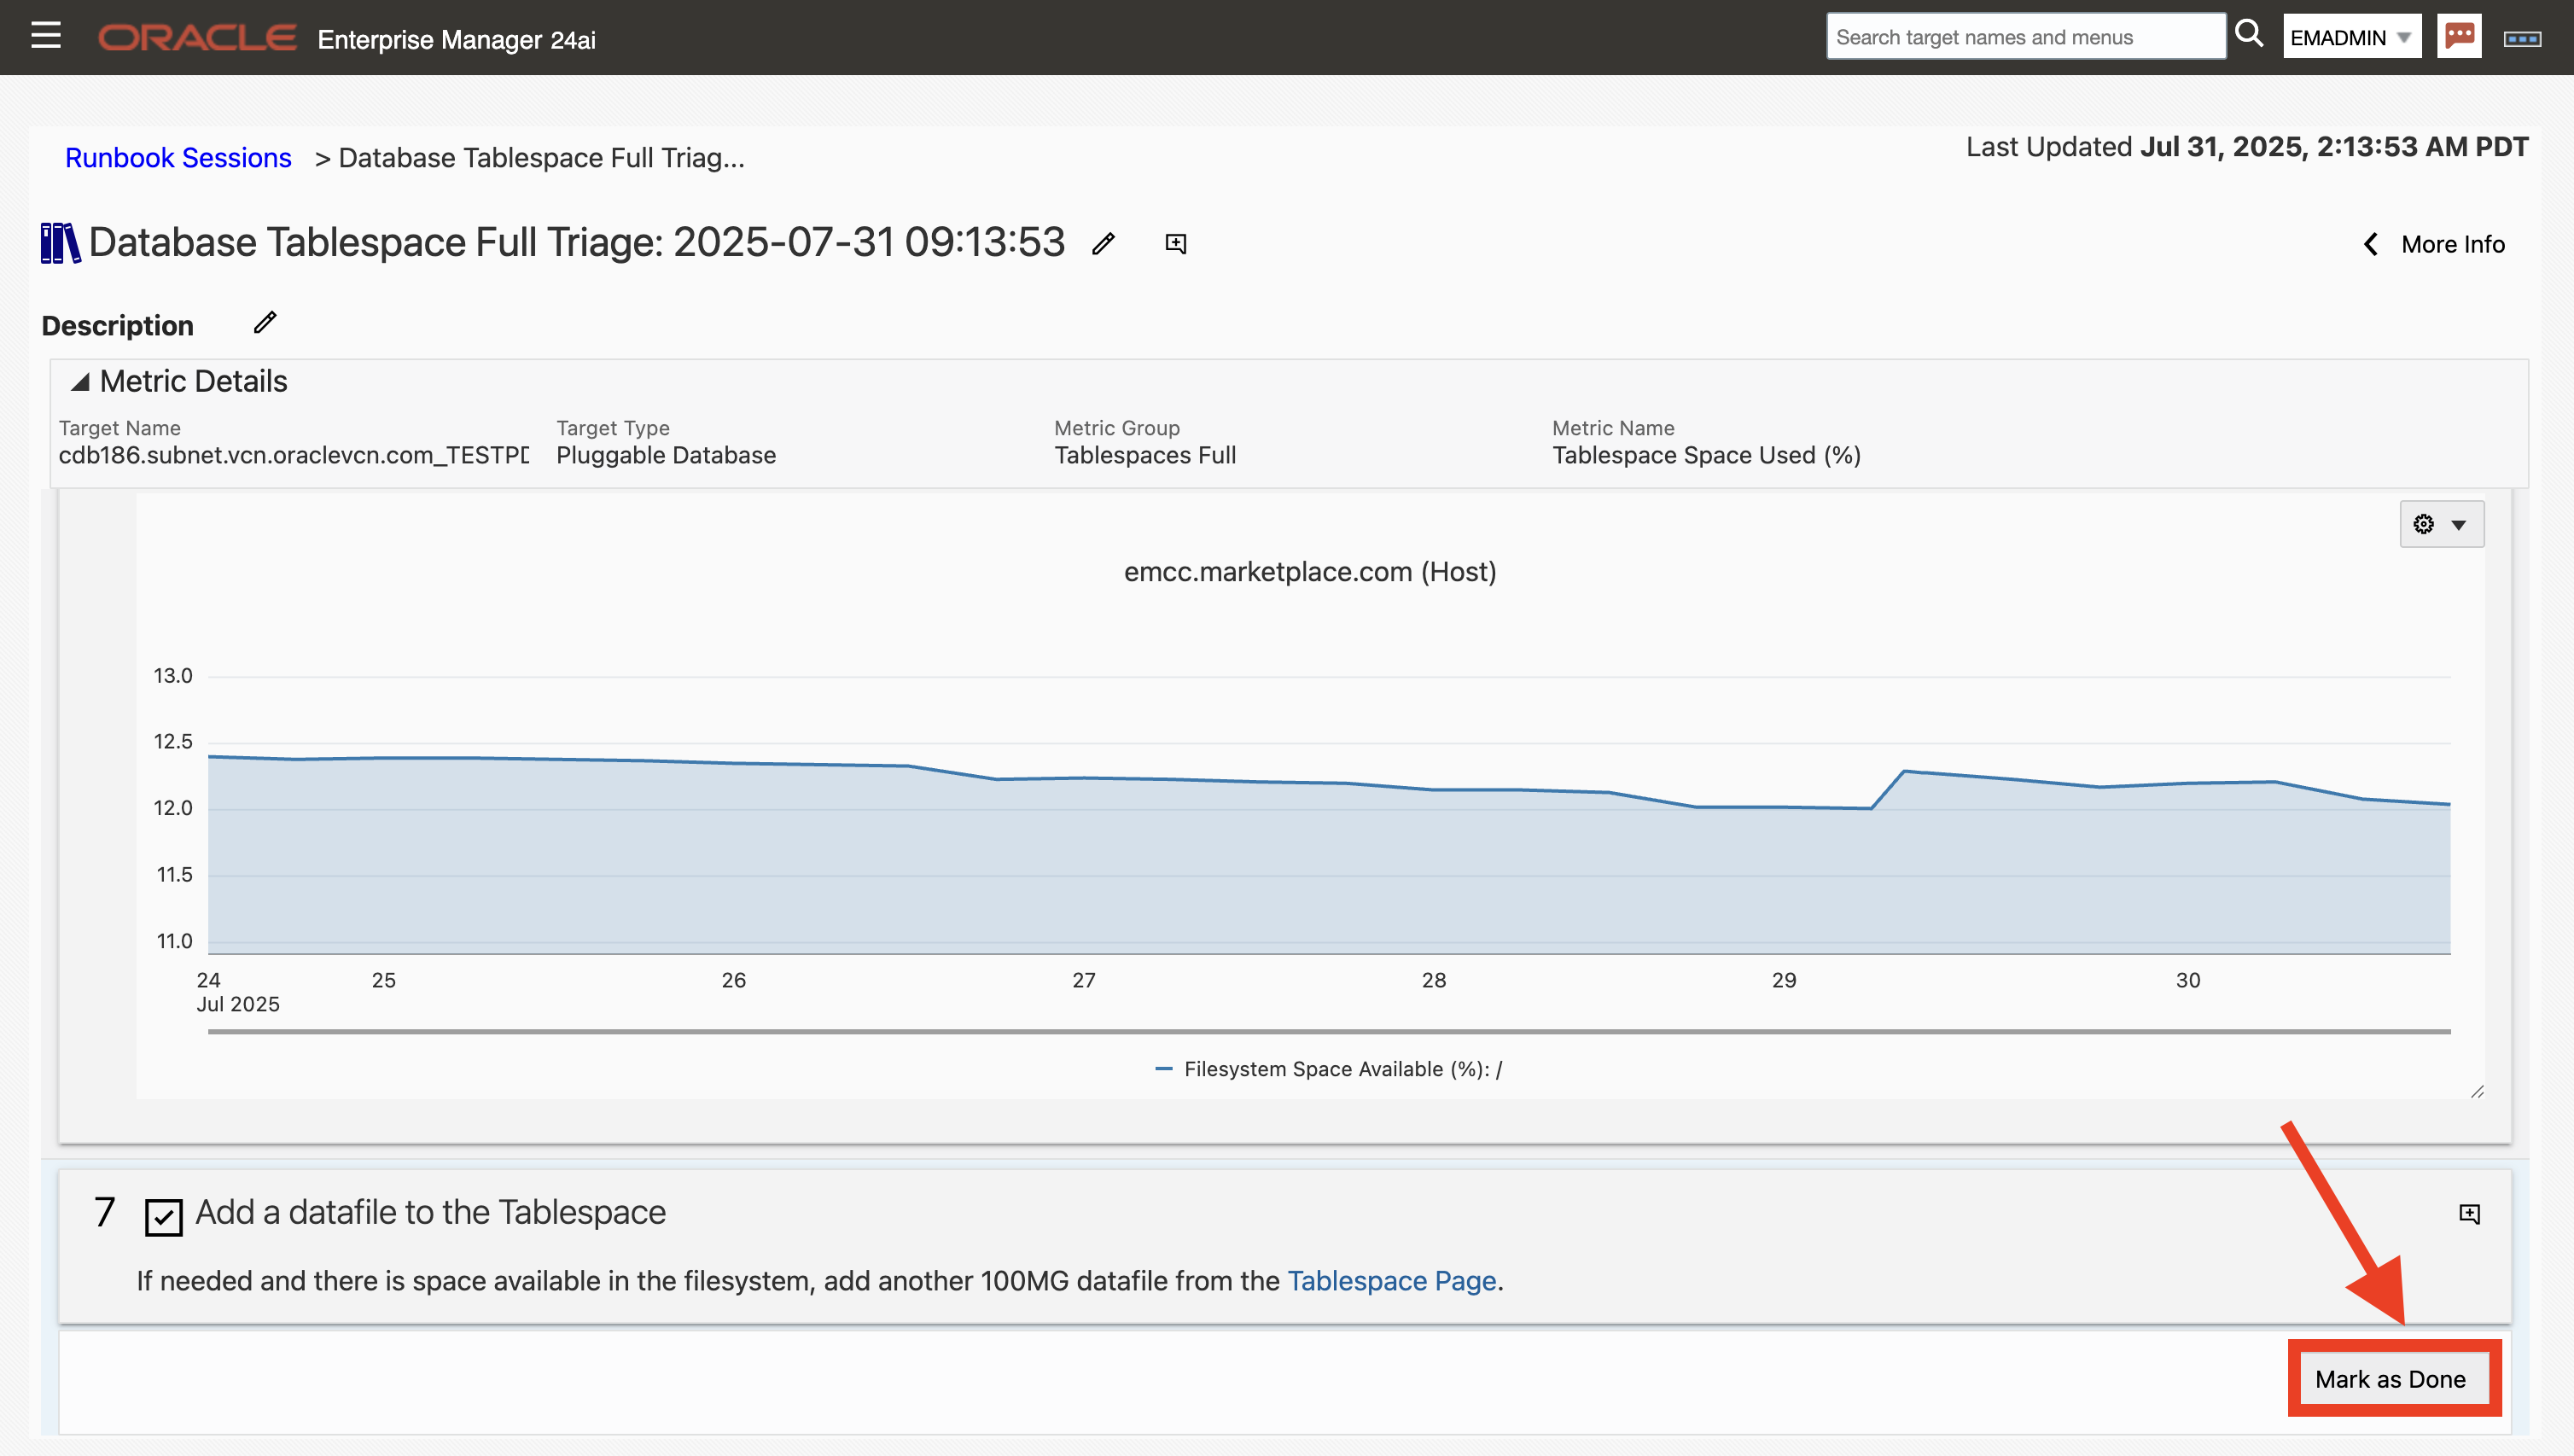 ORACLE Enterprise Manager 24ai
Search target names and menus
EMADMIN
Runbook Sessions > Database Tablespace Full Triag...
Last Updated Jul 31, 2025, 2:13:53 AM PDT
Database Tablespace Full Triage: 2025-07-31 09:13:53
More Info
Description
Metric Details
Target Name
cdb186.subnet.vcn.oraclevcn.com_TESTPD
Target Type
Pluggable Database
Metric Group
Tablespaces Full
Metric Name
Tablespace Space Used (%)
emcc.marketplace.com (Host)
13.0
12.5
12.0
11.5
11.0
24 25 26 27 28 29 30
Jul 2025
Filesystem Space Available (%): /
7 Add a datafile to the Tablespace
If needed and there is space available in the filesystem, add another 100MG datafile from the Tablespace Page.
Mark as Done